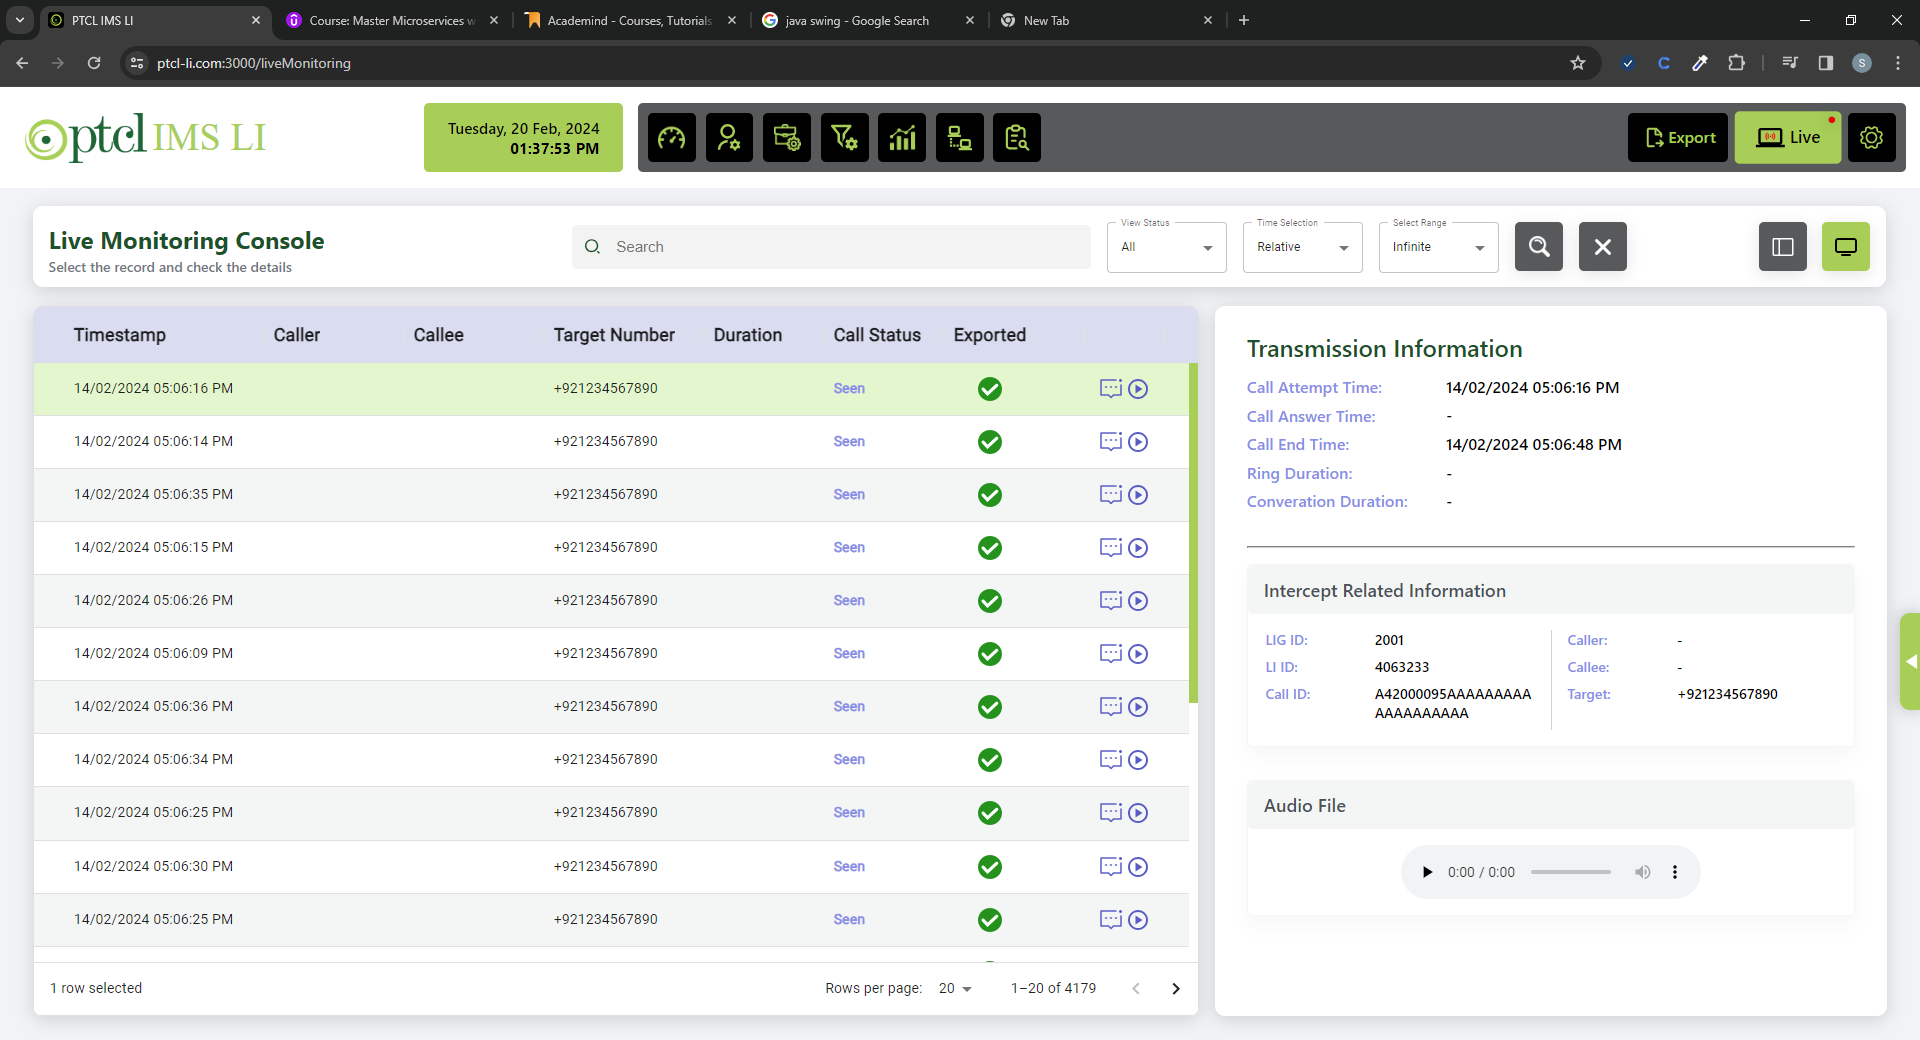 PTCL IMS LI
Course: Master Microservices w
Academind - Courses, Tutorials
java swing - Google Search
New Tab
ptcl-li.com:3000/liveMonitoring
S
ptcl IMS LI
Tuesday, 20 Feb, 2024
01:37:53 PM
Export
Live
Live Monitoring Console
Select the record and check the details
Search
View Status
All
Time Selection
Relative
Select Range
Infinite
Timestamp Caller Callee Target Number Duration Call Status Exported
14/02/2024 05:06:16 PM +921234567890 Seen
14/02/2024 05:06:14 PM +921234567890 Seen
14/02/2024 05:06:35 PM +921234567890 Seen
14/02/2024 05:06:15 PM +921234567890 Seen
14/02/2024 05:06:26 PM +921234567890 Seen
14/02/2024 05:06:09 PM +921234567890 Seen
14/02/2024 05:06:36 PM +921234567890 Seen
14/02/2024 05:06:34 PM +921234567890 Seen
14/02/2024 05:06:25 PM +921234567890 Seen
14/02/2024 05:06:30 PM +921234567890 Seen
14/02/2024 05:06:25 PM +921234567890 Seen
1 row selected
Rows per page: 20 1–20 of 4179
Transmission Information
Call Attempt Time: 14/02/2024 05:06:16 PM
Call Answer Time: -
Call End Time: 14/02/2024 05:06:48 PM
Ring Duration: -
Converation Duration: -
Intercept Related Information
LIG ID: 2001
LI ID: 4063233
Call ID: A42000095AAAAAAAAA
AAAAAAAAAA
Caller: -
Callee: -
Target: +921234567890
Audio File
0:00 / 0:00